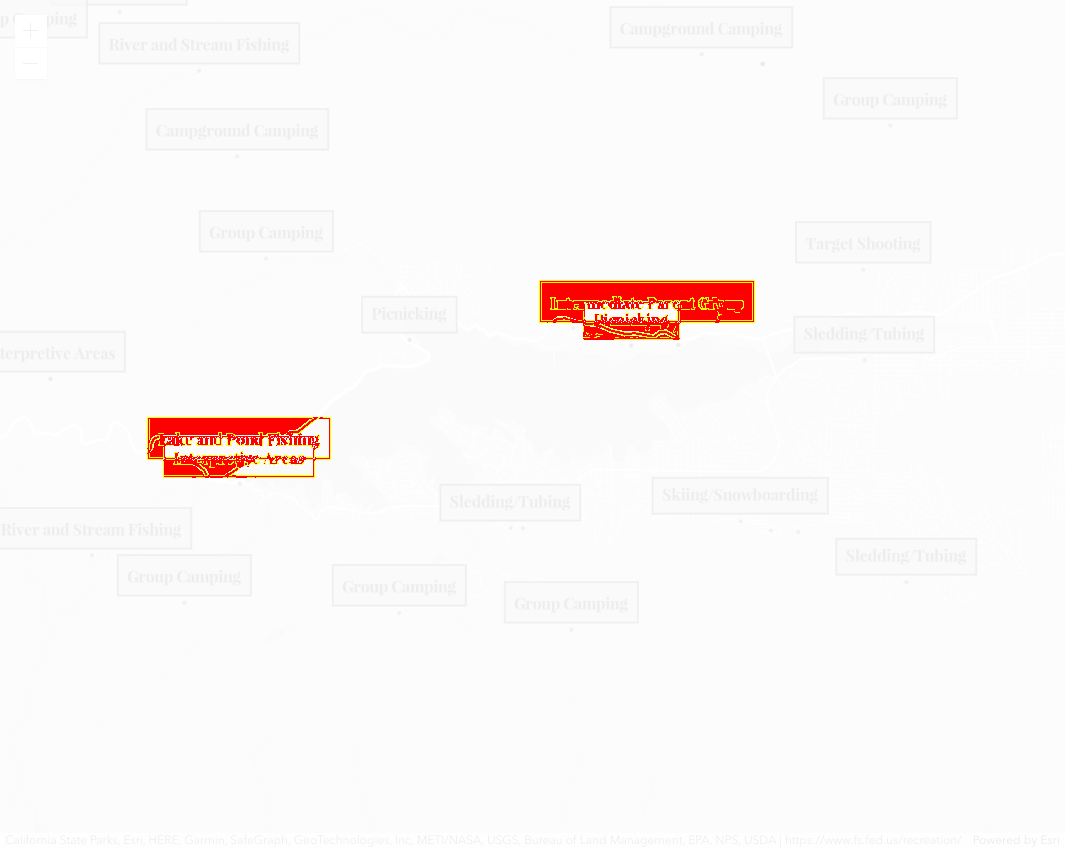 Camping
River and Stream Fishing
Campground Camping
Group Camping
Campground Camping
Group Camping
Target Shooting
Intermediate Parent Group
Picnicking
Picnicking
Sledding/Tubing
terpretive Areas
Lake and Pond Fishing
Interpretive Areas
Sledding/Tubing
Skiing/Snowboarding
River and Stream Fishing
Sledding/Tubing
Group Camping
Group Camping
Group Camping
California State Parks, Esri, HERE, Garmin, SafeGraph, GeoTechnologies, Inc, METI/NASA, USGS, Bureau of Land Management, EPA, NPS, USDA | https://www.fs.fed.us/recreation/ Powered by Esri